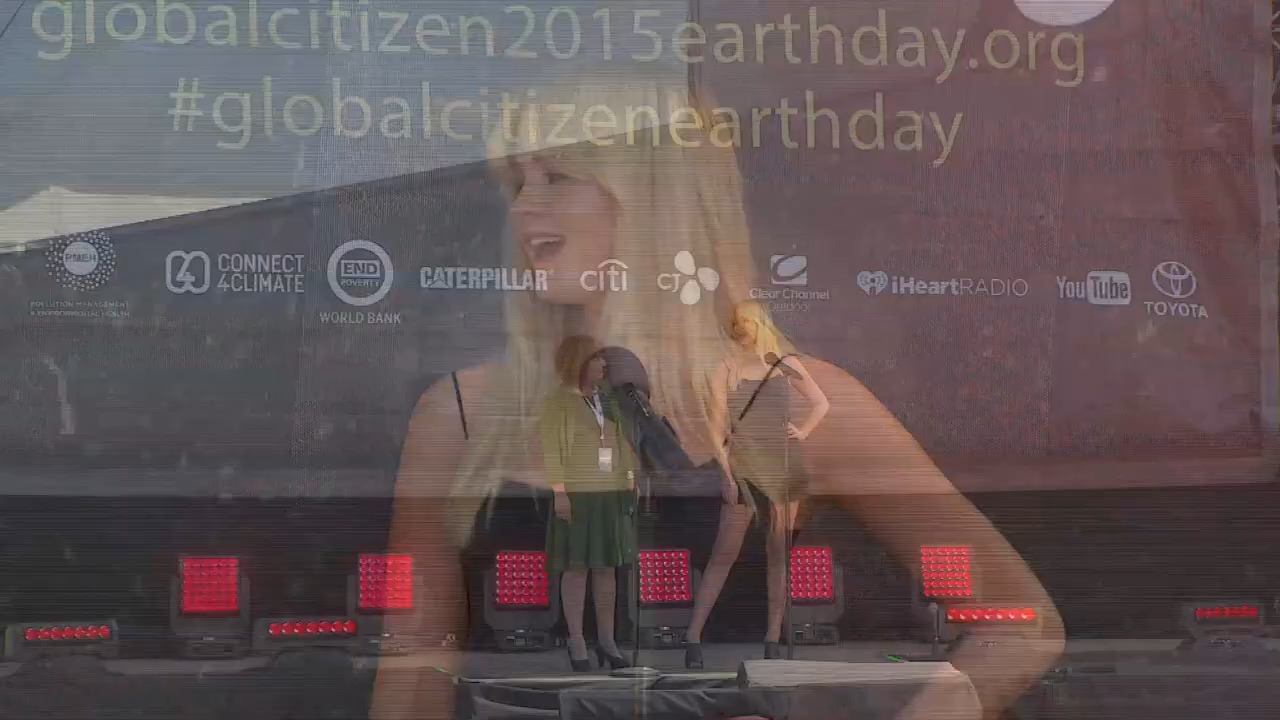 globalcitizen2015earthday.org
#globalcitizenearthday
PMEH
POLLUTION MANAGEMENT
& ENVIRONMENTAL HEALTH
CONNECT
4CLIMATE
END
POVERTY
WORLD BANK
CATERPILLAR
citi
CJ
Clear Channel
Outdoor
iHeartRADIO
YouTube
TOYOTA